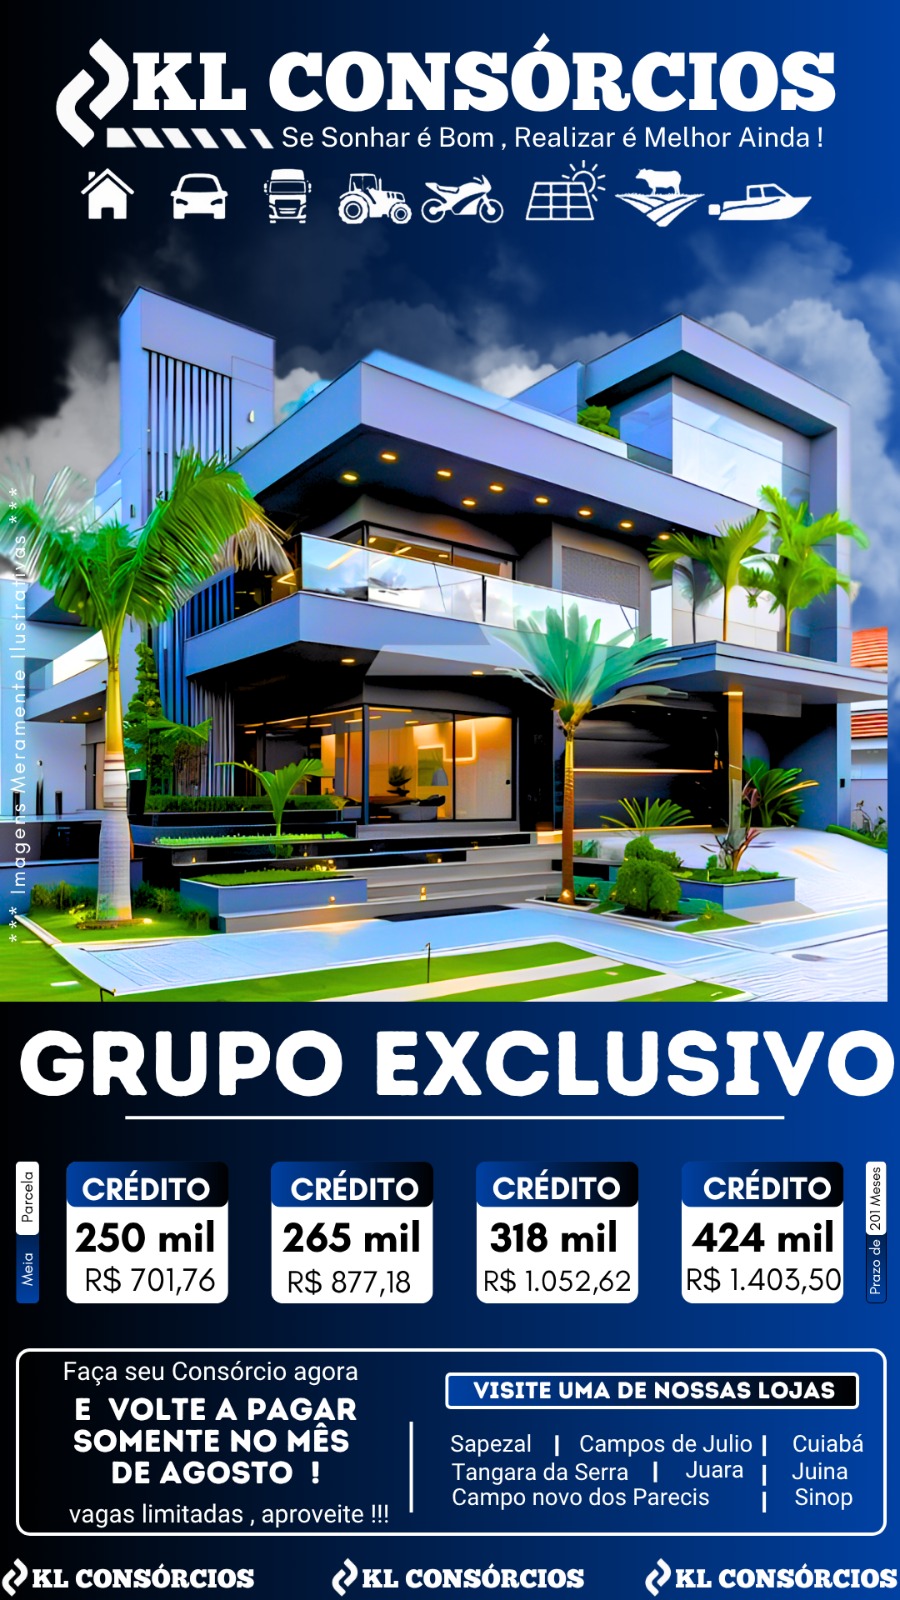 KL CONSÓRCIOS
Se Sonhar é Bom , Realizar é Melhor Ainda !
*** Imagens Meramente Ilustrativas ***
GRUPO EXCLUSIVO
Meia Parcela
CRÉDITO
250 mil
R$ 701,76
CRÉDITO
265 mil
R$ 877,18
CRÉDITO
318 mil
R$ 1.052,62
CRÉDITO
424 mil
R$ 1.403,50
Prazo de 201 Meses
Faça seu Consórcio agora
E VOLTE A PAGAR
SOMENTE NO MÊS
DE AGOSTO !
vagas limitadas , aproveite !!!
VISITE UMA DE NOSSAS LOJAS
Sapezal | Campos de Julio | Cuiabá
Tangara da Serra | Juara | Juina
Campo novo dos Parecis | Sinop
KL CONSÓRCIOS KL CONSÓRCIOS KL CONSÓRCIOS